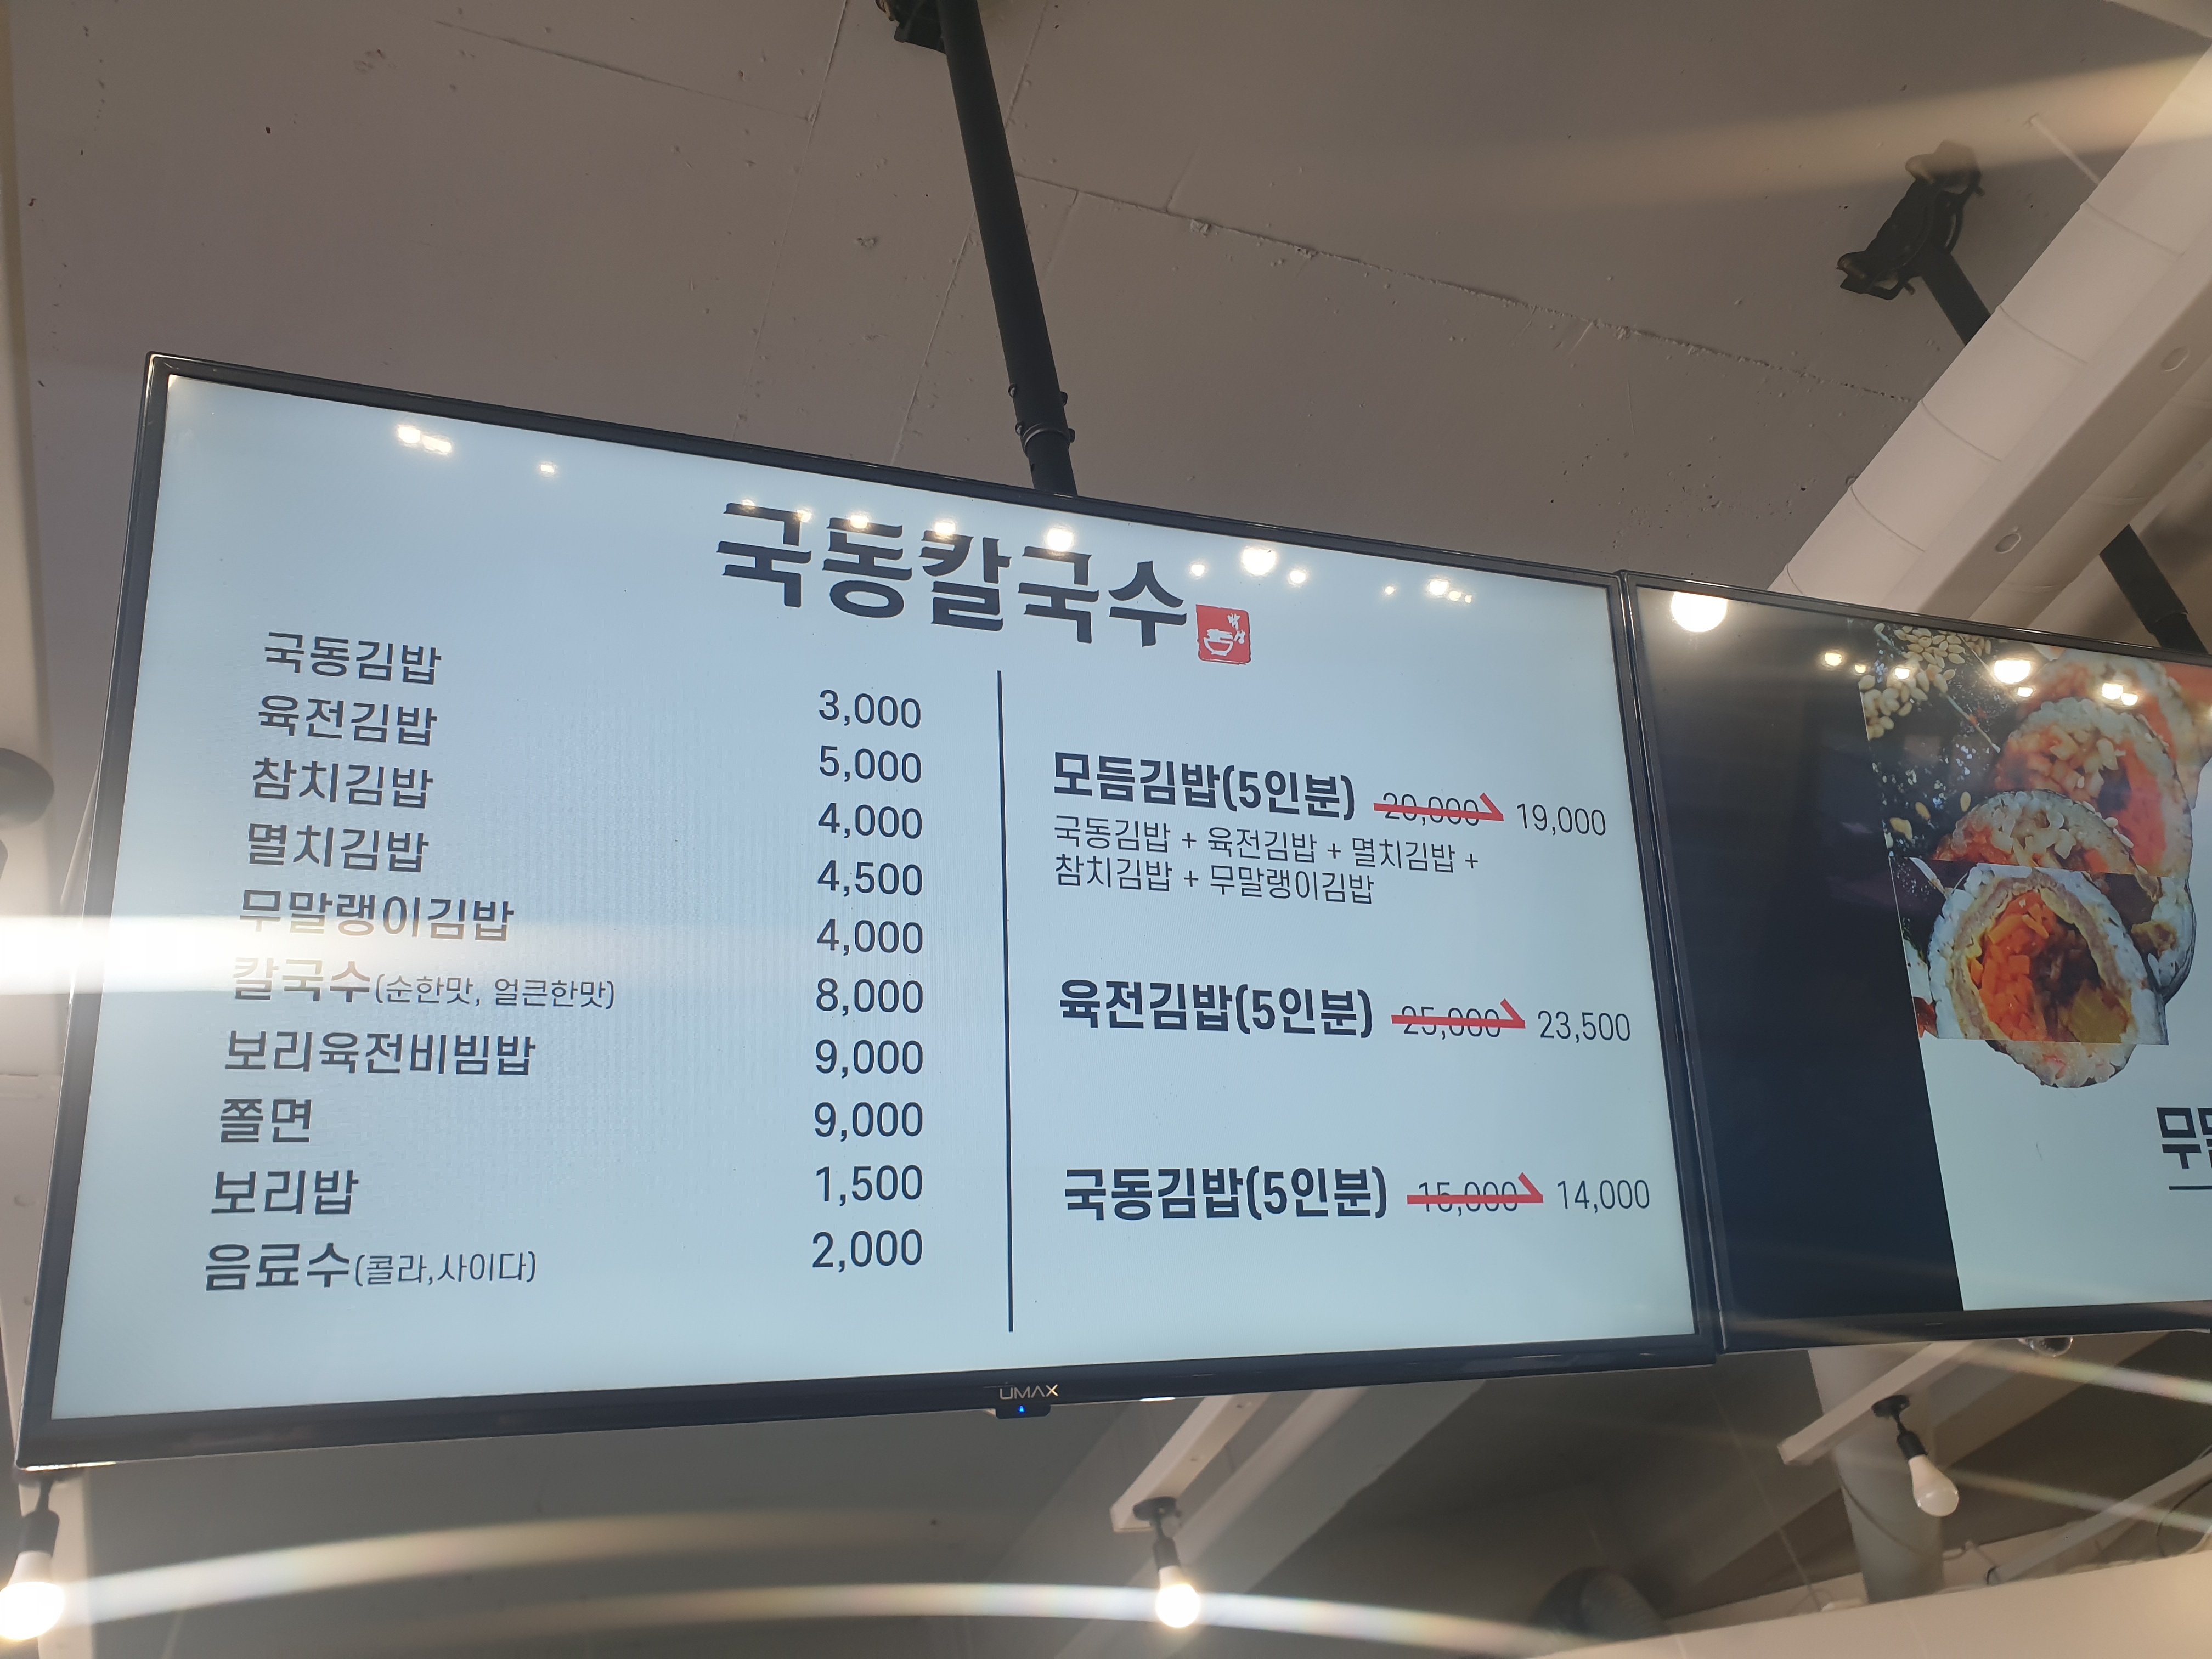 국동칼국수
박성
국동김밥 3,000
육전김밥 5,000
참치김밥 4,000
멸치김밥 4,500
무말랭이김밥 4,000
칼국수(순한맛, 얼큰한맛) 8,000
보리육전비빔밥 9,000
쫄면 9,000
보리밥 1,500
음료수(콜라,사이다) 2,000
모듬김밥(5인분) 20,000 19,000
국동김밥 + 육전김밥 + 멸치김밥 +
참치김밥 + 무말랭이김밥
육전김밥(5인분) 25,000 23,500
국동김밥(5인분) 15,000 14,000
UMAX
무말